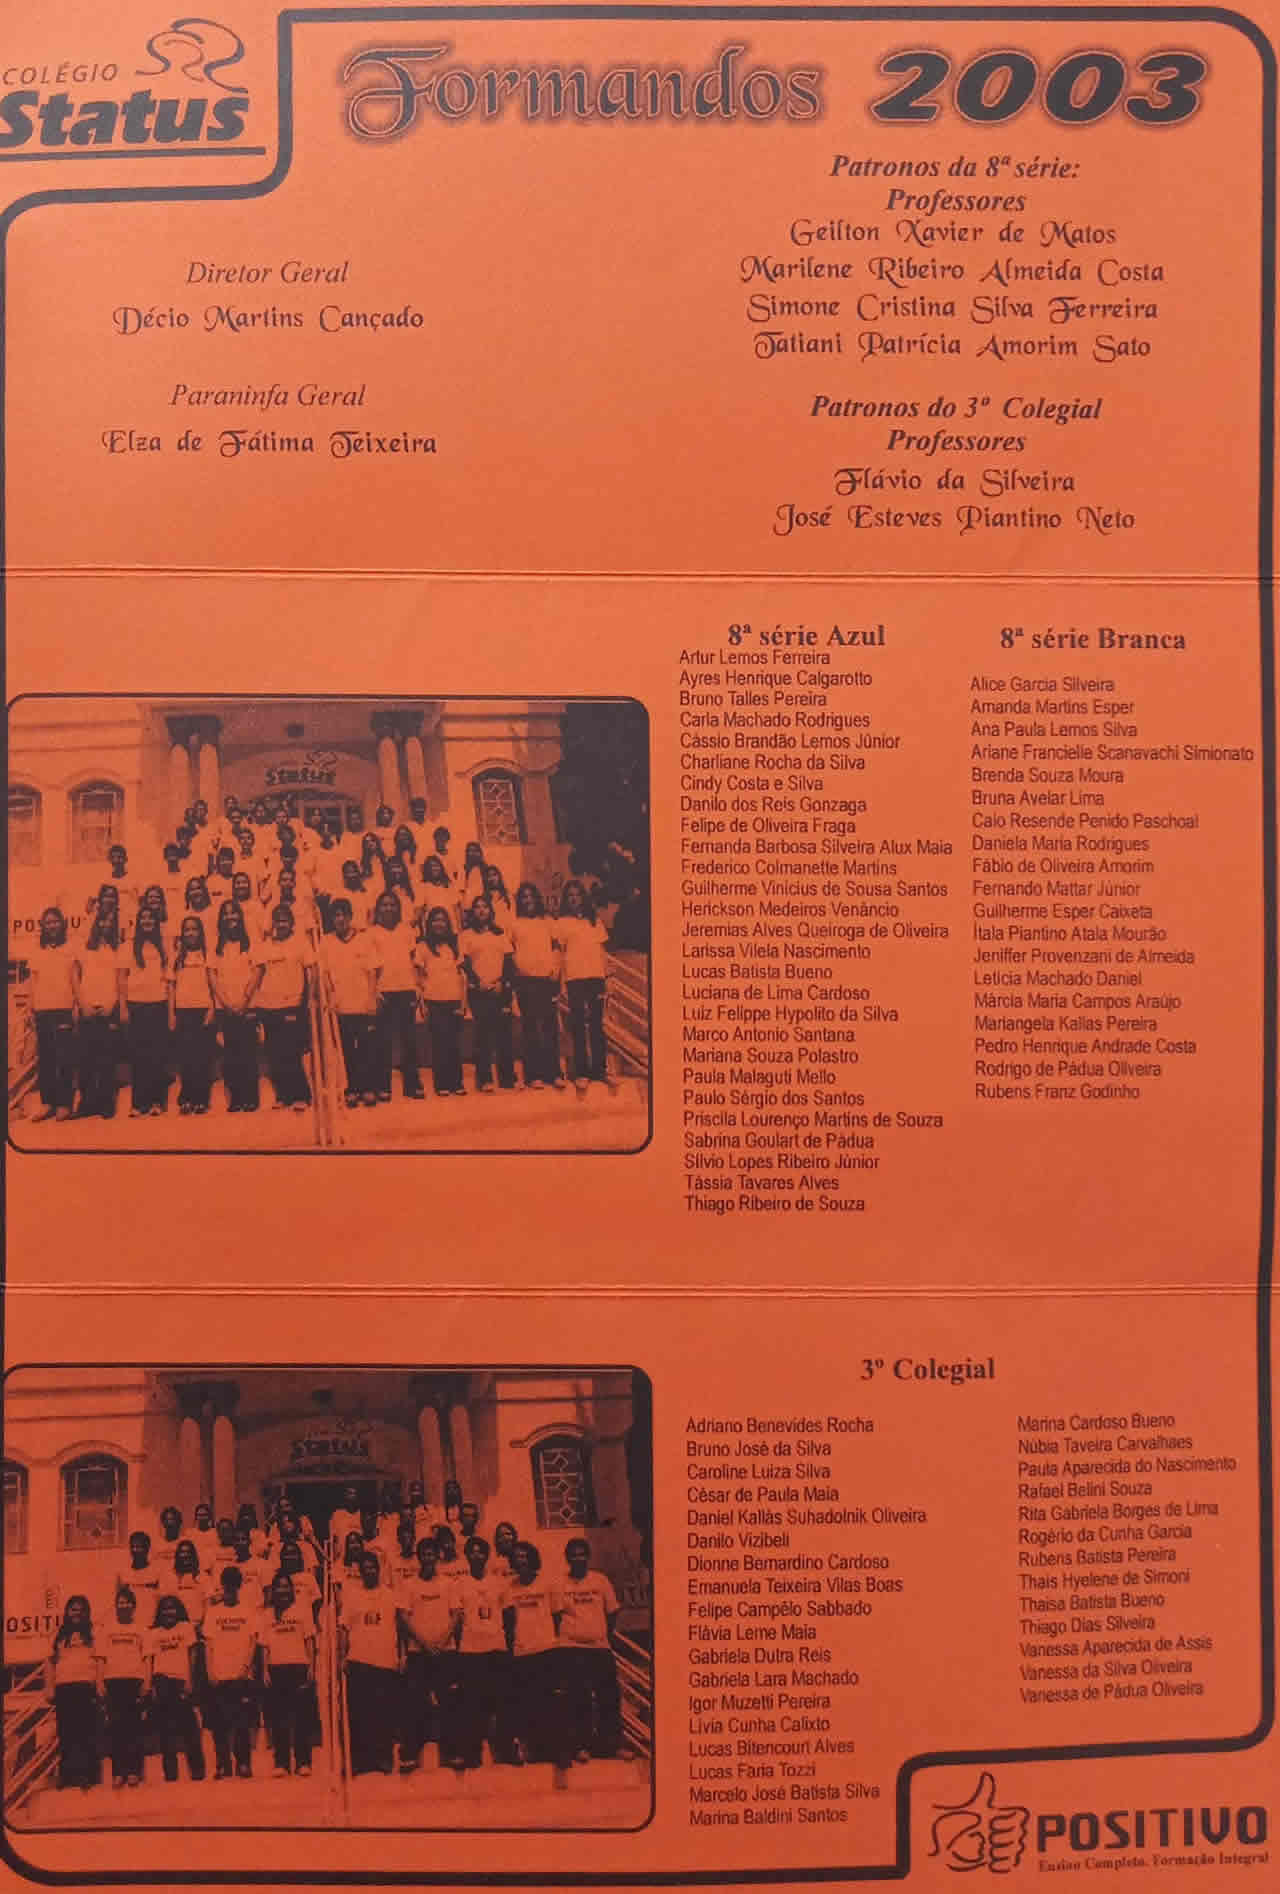 COLÉGIO
Status
Formandos 2003
Diretor Geral
Décio Martins Cançado
Paraninfa Geral
Elza de Fátima Teixeira
Patronos da 8ª série:
Professores
Geilton Xavier de Matos
Marilene Ribeiro Almeida Costa
Simone Cristina Silva Ferreira
Tatiani Patrícia Amorim Sato
Patronos do 3º Colegial
Professores
Flávio da Silveira
José Esteves Piantino Neto
Status
POSITIV
8ª série Azul
Artur Lemos Ferreira
Ayres Henrique Calgarotto
Bruno Talles Pereira
Carla Machado Rodrigues
Cássio Brandão Lemos Júnior
Charliane Rocha da Silva
Cindy Costa e Silva
Danilo dos Reis Gonzaga
Felipe de Oliveira Fraga
Fernanda Barbosa Silveira Alux Maia
Frederico Colmanette Martins
Guilherme Vinícius de Sousa Santos
Herickson Medeiros Venâncio
Jeremias Alves Queiroga de Oliveira
Larissa Vilela Nascimento
Lucas Batista Bueno
Luciana de Lima Cardoso
Luiz Felippe Hypolito da Silva
Marco Antonio Santana
Mariana Souza Polastro
Paula Malaguti Mello
Paulo Sérgio dos Santos
Priscila Lourenço Martins de Souza
Sabrina Goulart de Pádua
Sílvio Lopes Ribeiro Júnior
Tássia Tavares Alves
Thiago Ribeiro de Souza
8ª série Branca
Alice Garcia Silveira
Amanda Martins Esper
Ana Paula Lemos Silva
Ariane Francielle Scanavachi Simionato
Brenda Souza Moura
Bruna Avelar Lima
Caio Resende Penido Paschoal
Daniela Maria Rodrigues
Fábio de Oliveira Amorim
Fernando Mattar Júnior
Guilherme Esper Caixeta
Ítala Piantino Atala Mourão
Jeniffer Provenzani de Almeida
Letícia Machado Daniel
Márcia Maria Campos Araújo
Mariangela Kallas Pereira
Pedro Henrique Andrade Costa
Rodrigo de Pádua Oliveira
Rubens Franz Godinho
Status
OSITI
3º Colegial
Adriano Benevides Rocha
Bruno José da Silva
Caroline Luiza Silva
César de Paula Maia
Daniel Kallás Suhadolnik Oliveira
Danilo Vizibeli
Dionne Bernardino Cardoso
Emanuela Teixeira Vilas Boas
Felipe Campêlo Sabbado
Flávia Leme Maia
Gabriela Dutra Reis
Gabriela Lara Machado
Igor Muzetti Pereira
Lívia Cunha Calixto
Lucas Bitencourt Alves
Lucas Faria Tozzi
Marcelo José Batista Silva
Marina Baldini Santos
Marina Cardoso Bueno
Núbia Taveira Carvalhaes
Paula Aparecida do Nascimento
Rafael Belini Souza
Rita Gabriela Borges de Lima
Rogério da Cunha Garcia
Rubens Batista Pereira
Thaís Hyelene de Simoni
Thaísa Batista Bueno
Thiago Dias Silveira
Vanessa Aparecida de Assis
Vanessa da Silva Oliveira
Vanessa de Pádua Oliveira
POSITIVO
Ensino Completo. Formação Integral